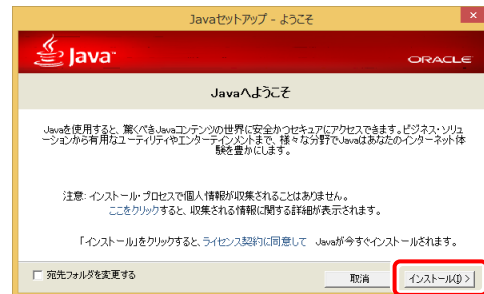 Javaセットアップ - ようこそ
Java
ORACLE
Javaへようこそ
Javaを使用すると、驚くべきJavaコンテンツの世界に安全かつセキュアにアクセスできます。ビジネス・ソリュ
ーションから有用なユーティリティやエンターテインメントまで、様々な分野でJavaはあなたのインターネット体
験を豊かにします。
注意: インストール・プロセスで個人情報が収集されることはありません。
ここをクリックすると、収集される情報に関する詳細が表示されます。
「インストール」をクリックすると、ライセンス契約に同意して Javaが今すぐインストールされます。
宛先フォルダを変更する
取消
インストール(I) >